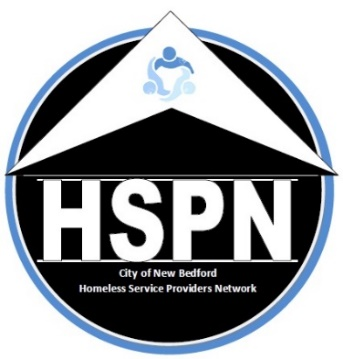 HSPN
City of New Bedford
Homeless Service Providers Network